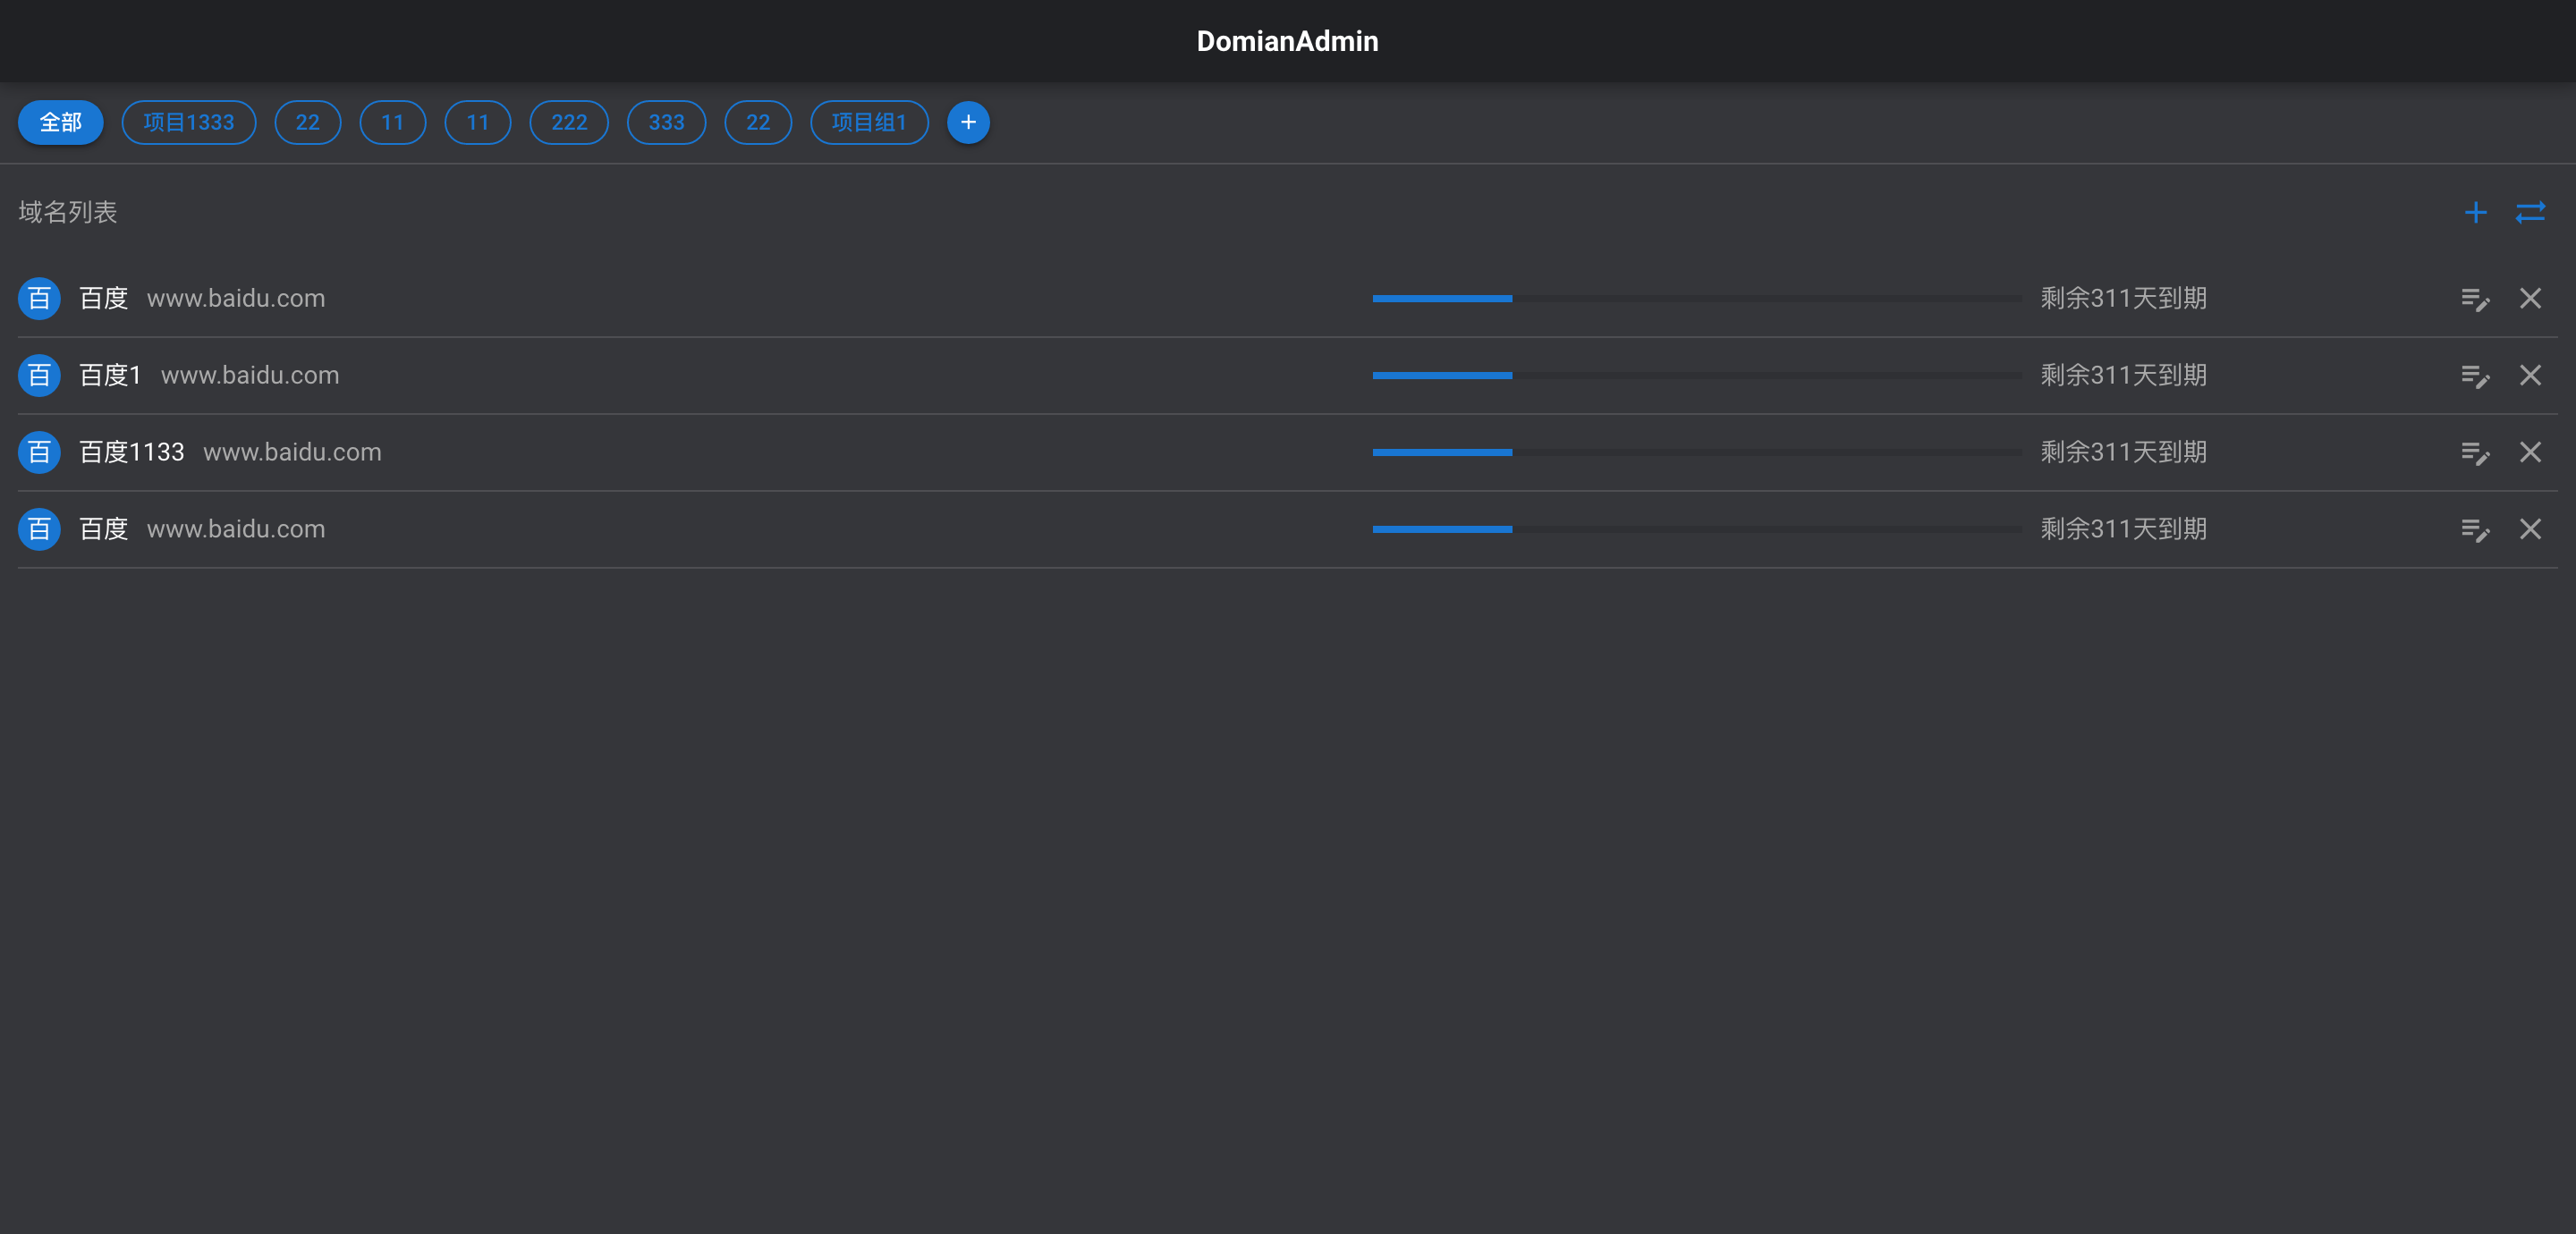 DomianAdmin
全部 项目1333 22 11 11 222 333 22 项目组1 +
域名列表
百 百度 www.baidu.com 剩余311天到期
百 百度1 www.baidu.com 剩余311天到期
百 百度1133 www.baidu.com 剩余311天到期
百 百度 www.baidu.com 剩余311天到期